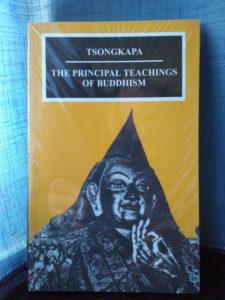 TSONGKAPA
THE PRINCIPAL TEACHINGS
OF BUDDHISM